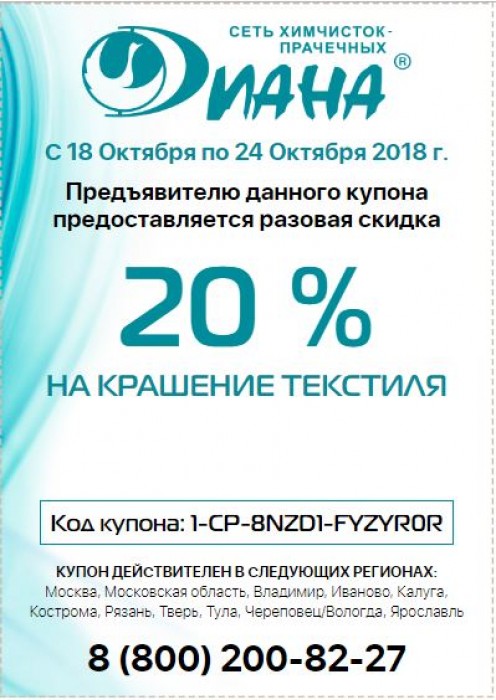 СЕТЬ ХИМЧИСТОК-
ПРАЧЕЧНЫХ
ДИАНА®
С 18 Октября по 24 Октября 2018 г.
Предъявителю данного купона
предоставляется разовая скидка
20 %
НА КРАШЕНИЕ ТЕКСТИЛЯ
Код купона: 1-CP-8NZD1-FYZYR0R
КУПОН ДЕЙСТВИТЕЛЕН В СЛЕДУЮЩИХ РЕГИОНАХ:
Москва, Московская область, Владимир, Иваново, Калуга,
Кострома, Рязань, Тверь, Тула, Череповец/Вологда, Ярославль
8 (800) 200-82-27